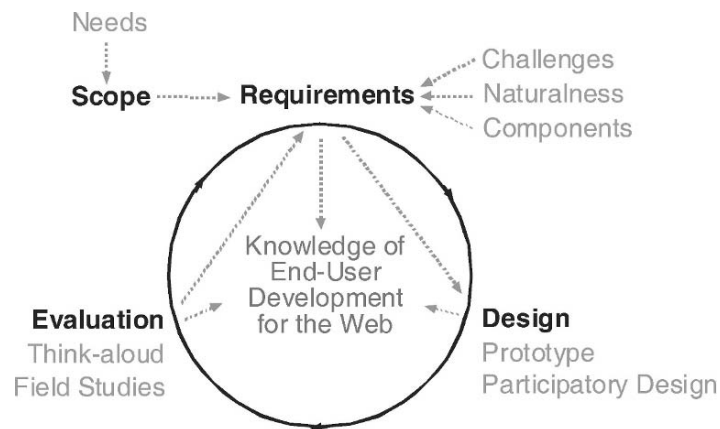 Needs
Scope
Requirements
Challenges
Naturalness
Components
Knowledge of
End-User
Development
for the Web
Evaluation
Think-aloud
Field Studies
Design
Prototype
Participatory Design